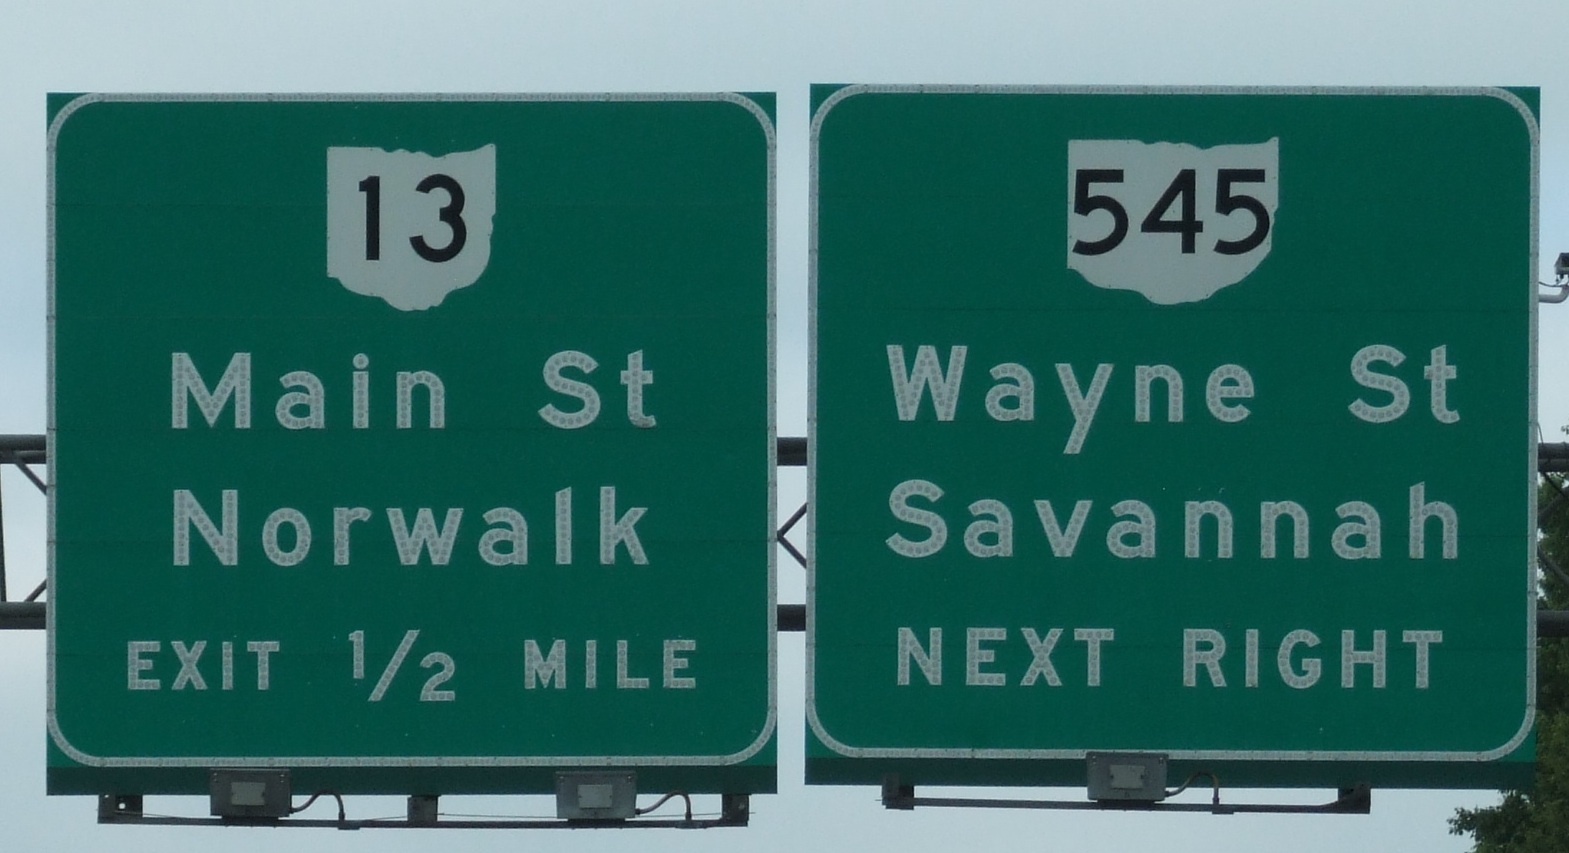 13
Main St
Norwalk
EXIT 1/2 MILE
545
Wayne St
Savannah
NEXT RIGHT